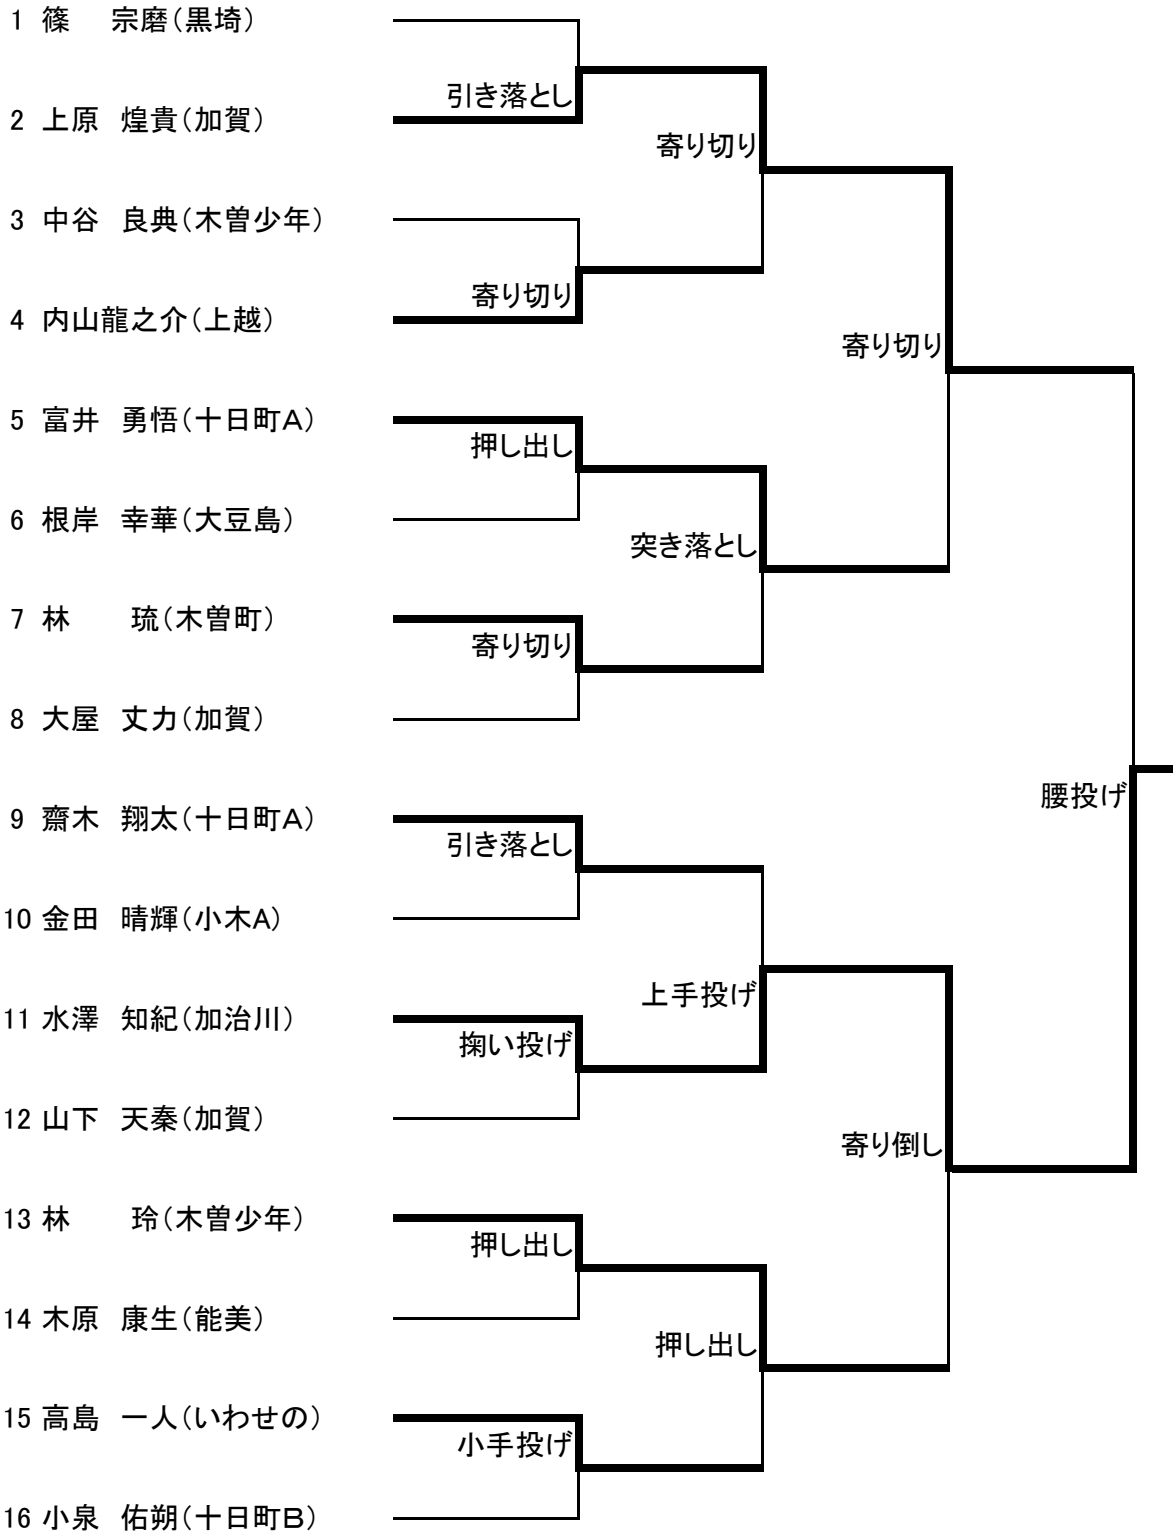 1 篠　宗磨（黒埼）
引き落とし
2 上原　煌貴（加賀）
寄り切り
3 中谷　良典（木曽少年）
寄り切り
4 内山龍之介（上越）
寄り切り
5 富井　勇悟（十日町A）
押し出し
6 根岸　幸華（大豆島）
突き落とし
7 林　琉（木曽町）
寄り切り
8 大屋　丈力（加賀）
腰投げ
9 齋木　翔太（十日町A）
引き落とし
10 金田　晴輝（小木A）
上手投げ
11 水澤　知紀（加治川）
掬い投げ
12 山下　天秦（加賀）
寄り倒し
13 林　玲（木曽少年）
押し出し
14 木原　康生（能美）
押し出し
15 高島　一人（いわせの）
小手投げ
16 小泉　佑朔（十日町B）